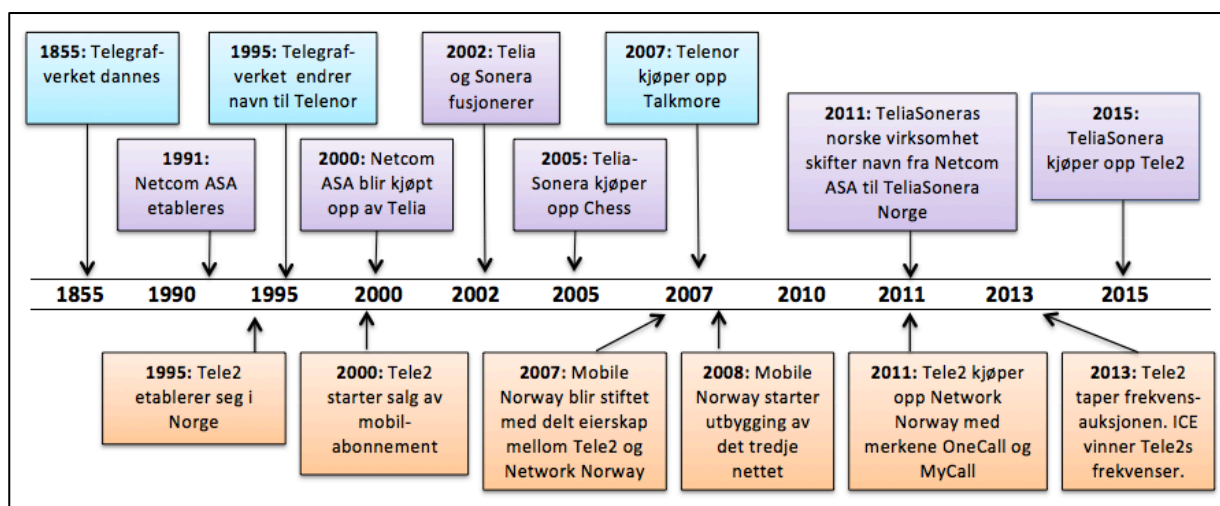 1855: Telegraf-
verket dannes
1995: Telegraf-
verket endrer
navn til Telenor
2002: Telia
og Sonera
fusjonerer
2007: Telenor
kjøper opp
Talkmore
1991:
Netcom ASA
etableres
2000: Netcom
ASA blir kjøpt
opp av Telia
2005: Telia-
Sonera kjøper
opp Chess
2011: TeliaSoneras
norske virksomhet
skifter navn fra Netcom
ASA til TeliaSonera
Norge
2015:
TeliaSonera
kjøper opp Tele2
1855 1990 1995 2000 2002 2005 2007 2010 2011 2013 2015
1995: Tele2
etablerer seg i
Norge
2000: Tele2
starter salg av
mobil-
abonnement
2007: Mobile
Norway blir stiftet
med delt eierskap
mellom Tele2 og
Network Norway
2008: Mobile
Norway starter
utbygging av
det tredje
nettet
2011: Tele2 kjøper
opp Network
Norway med
merkene OneCall og
MyCall
2013: Tele2
taper frekvens-
auksjonen. ICE
vinner Tele2s
frekvenser.